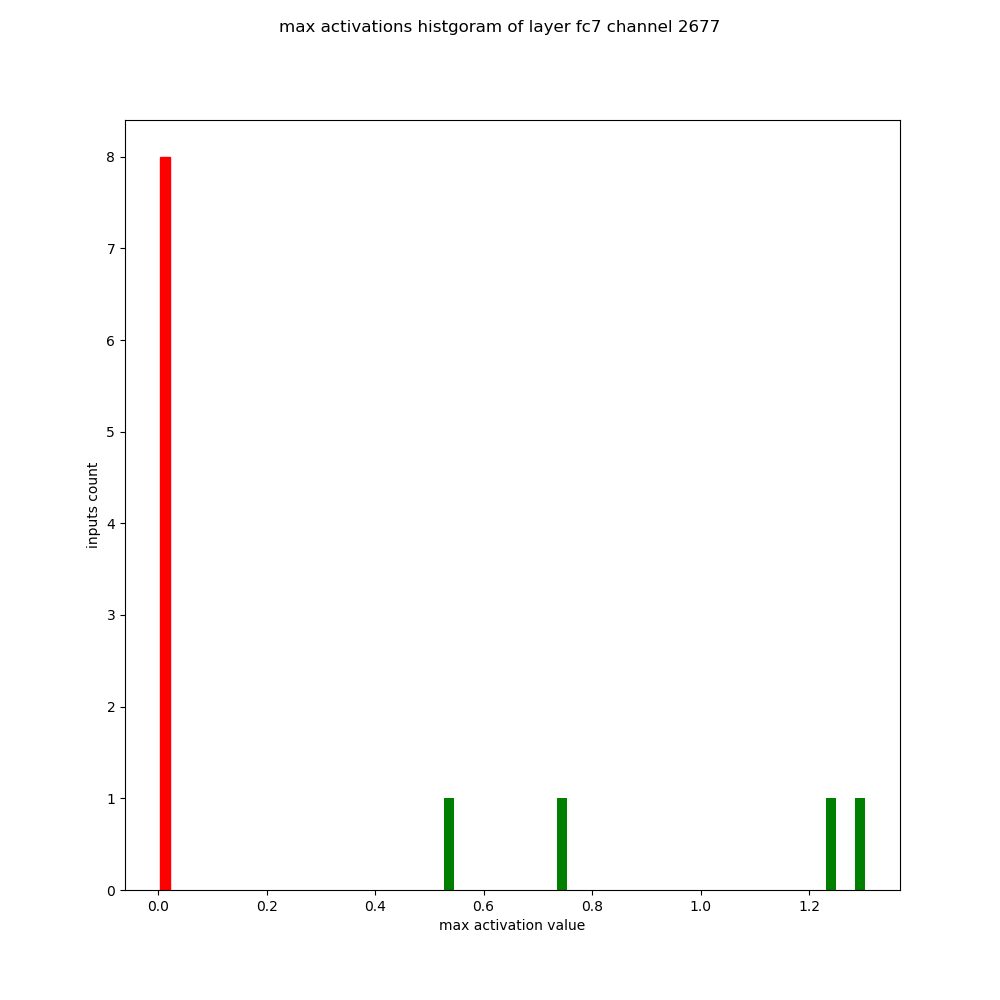 max activations histgoram of layer fc7 channel 2677
8
7
6
5
4
3
2
1
0
inputs count
0.0 0.2 0.4 0.6 0.8 1.0 1.2
max activation value